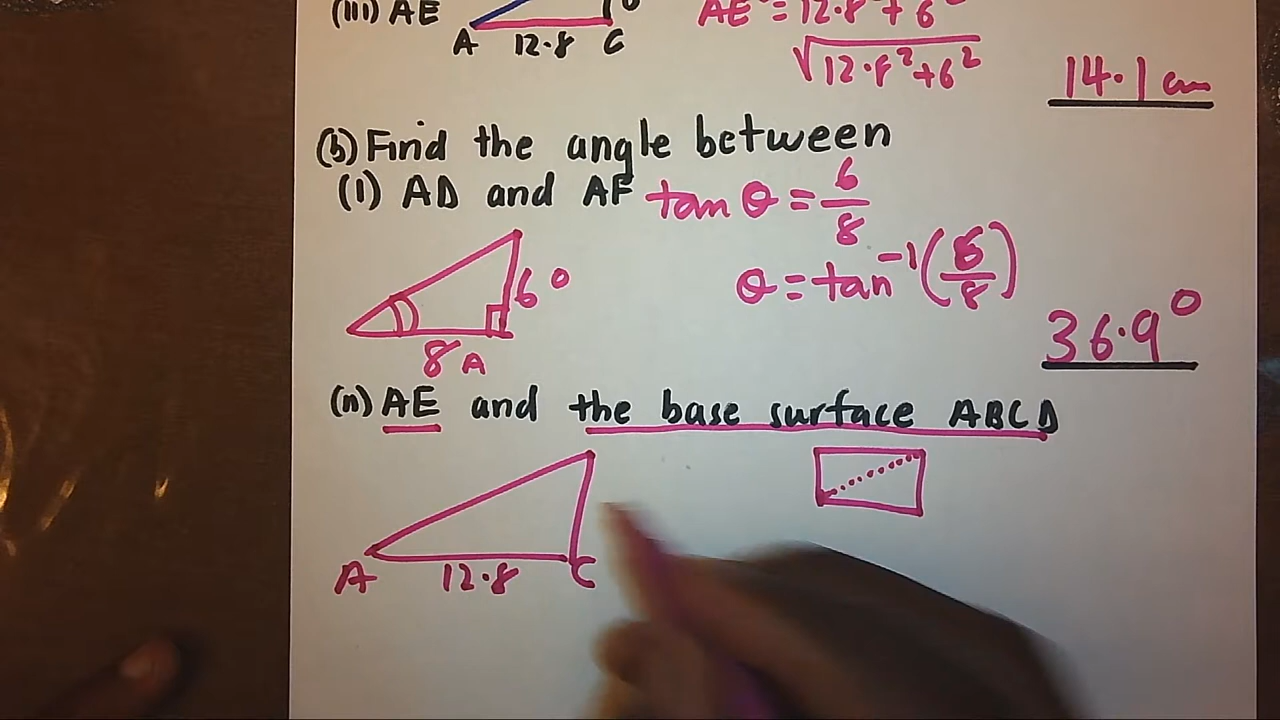 (iii) AE
A 12.8 C
AE² = 12.8² + 6²
√12.8²+6²
14.1 cm
(b) Find the angle between
(i) AD and AF
tan θ = 6/8
θ = tan⁻¹(6/8)
6
8 A
36.9°
(ii) AE and the base surface ABCD
A 12.8 C